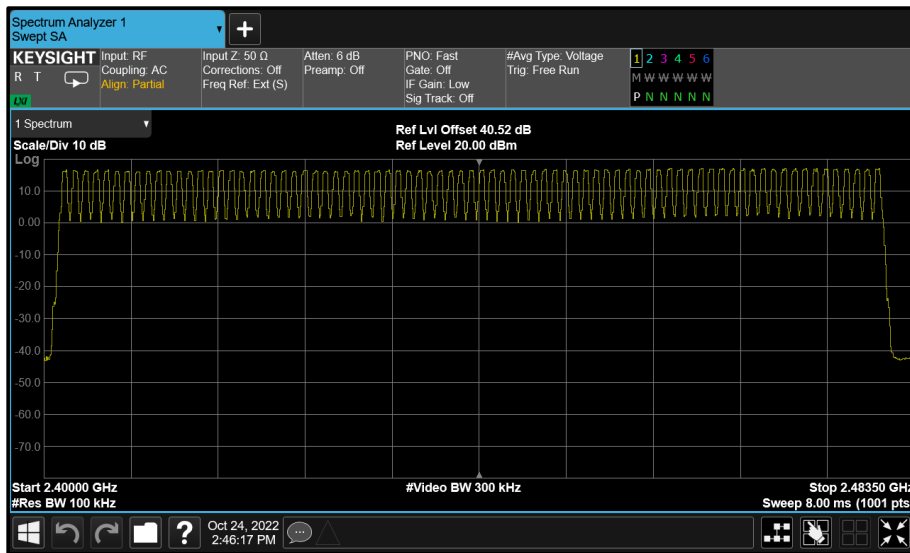 Spectrum Analyzer 1
Swept SA
KEYSIGHT
R T
LXI
Input: RF
Coupling: AC
Align: Partial
Input Z: 50 Ω
Corrections: Off
Freq Ref: Ext (S)
Atten: 6 dB
Preamp: Off
PNO: Fast
Gate: Off
IF Gain: Low
Sig Track: Off
#Avg Type: Voltage
Trig: Free Run
1 2 3 4 5 6
M W W W W W
P N N N N N
1 Spectrum
Scale/Div 10 dB
Ref Lvl Offset 40.52 dB
Ref Level 20.00 dBm
Log
10.0
0.00
-10.0
-20.0
-30.0
-40.0
-50.0
-60.0
-70.0
Start 2.40000 GHz
#Res BW 100 kHz
#Video BW 300 kHz
Stop 2.48350 GHz
Sweep 8.00 ms (1001 pts
?
Oct 24, 2022
2:46:17 PM